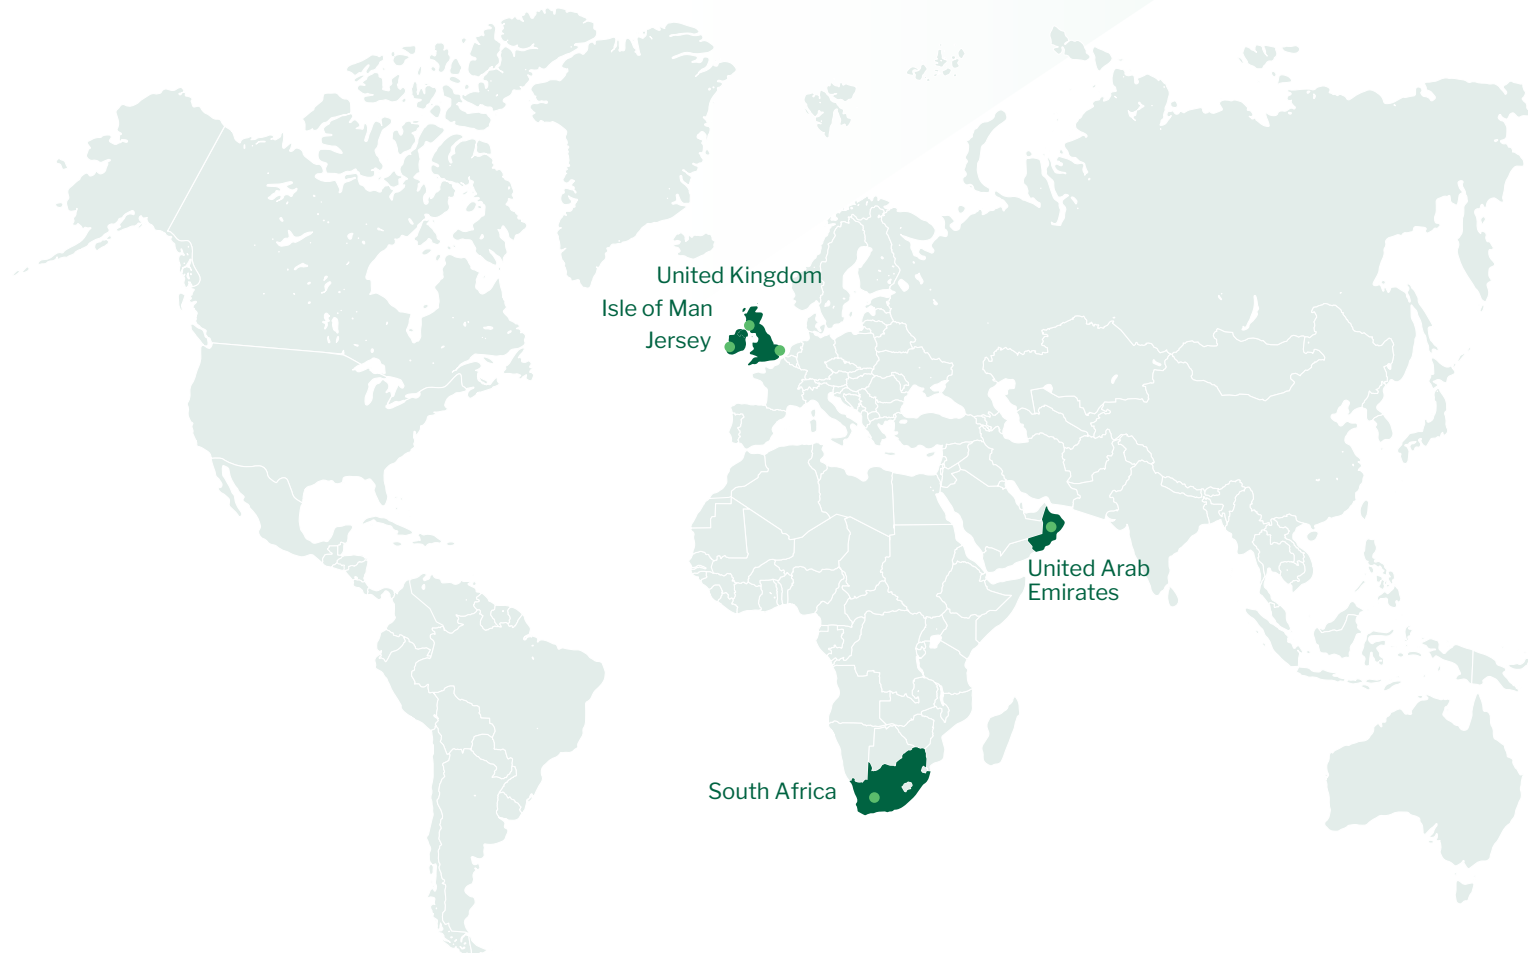 United Kingdom
Isle of Man
Jersey
United Arab
Emirates
South Africa